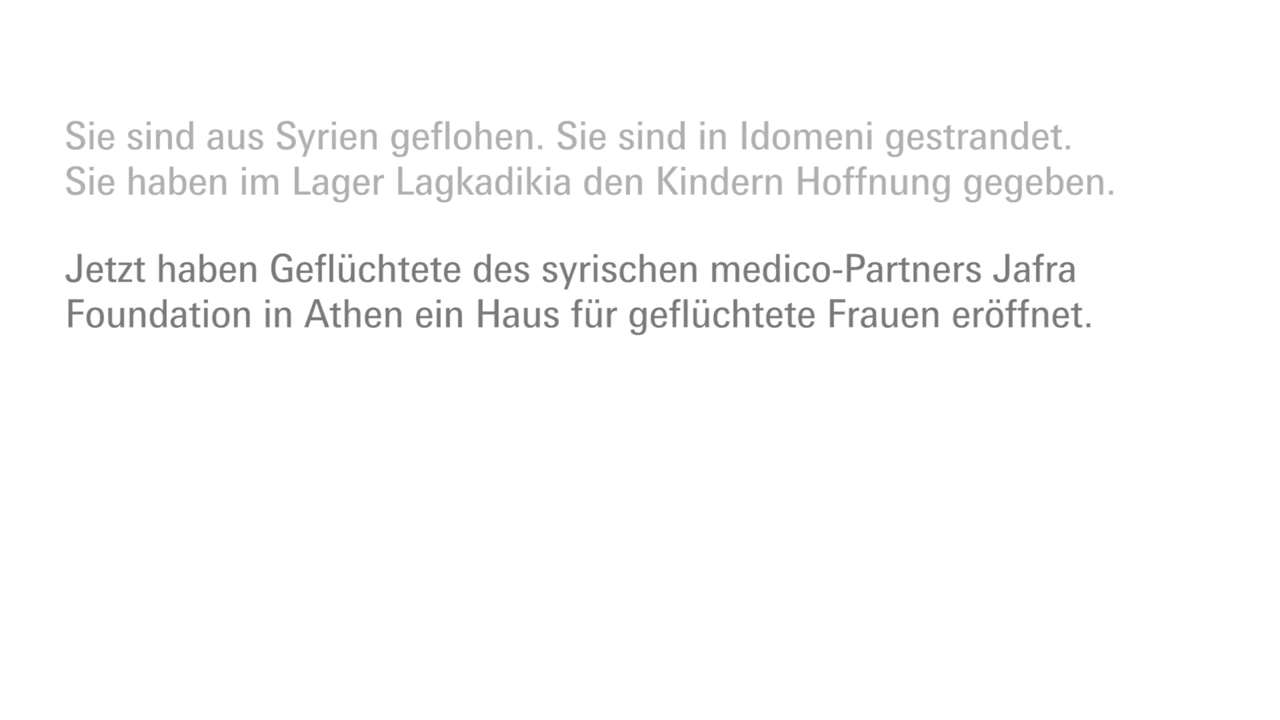 Sie sind aus Syrien geflohen. Sie sind in Idomeni gestrandet.
Sie haben im Lager Lagkadikia den Kindern Hoffnung gegeben.
Jetzt haben Geflüchtete des syrischen medico-Partners Jafra
Foundation in Athen ein Haus für geflüchtete Frauen eröffnet.